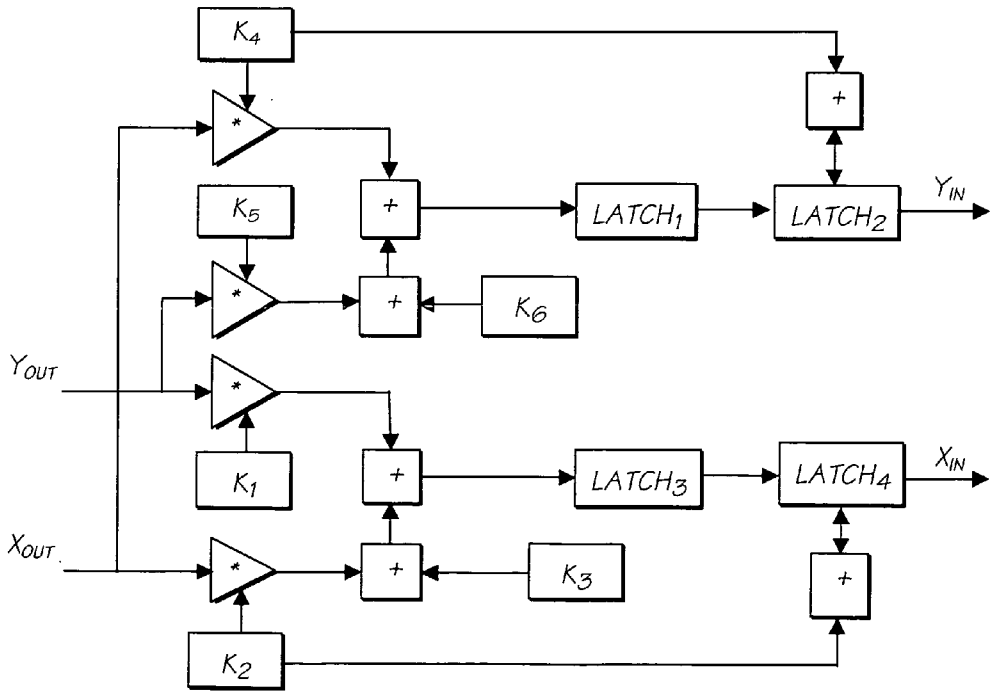 K4
+
*
K5
+
LATCH1
LATCH2
YIN
*
+
K6
YOUT
*
K1
+
LATCH3
LATCH4
XIN
XOUT
*
+
K3
+
K2